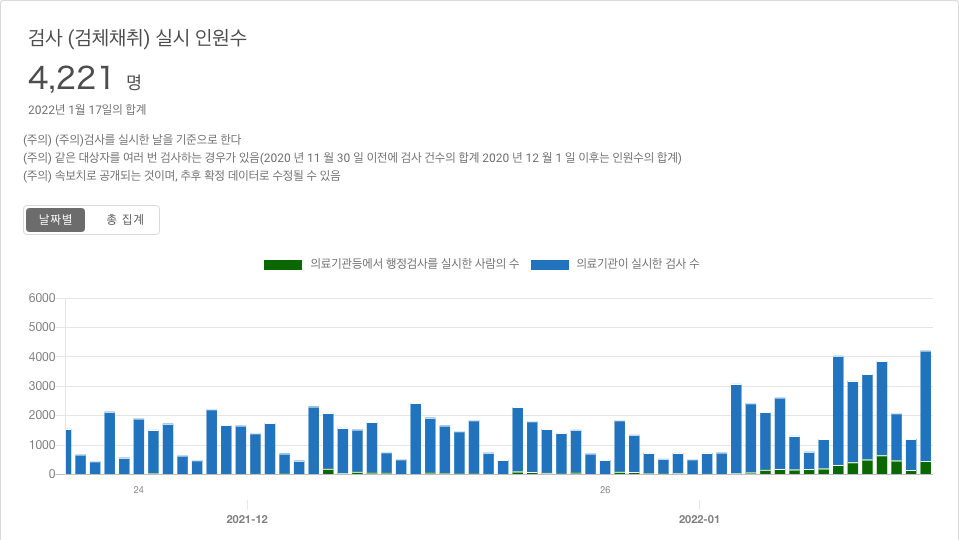 검사 (검체채취) 실시 인원수
4,221 명
2022년 1월 17일의 합계
(주의) (주의)검사를 실시한 날을 기준으로 한다
(주의) 같은 대상자를 여러 번 검사하는 경우가 있음(2020 년 11 월 30 일 이전에 검사 건수의 합계 2020 년 12 월 1 일 이후는 인원수의 합계)
(주의) 속보치로 공개되는 것이며, 추후 확정 데이터로 수정될 수 있음
날짜별 총 집계
의료기관등에서 행정검사를 실시한 사람의 수 의료기관이 실시한 검사 수
6000
5000
4000
3000
2000
1000
0
24 26
2021-12 2022-01